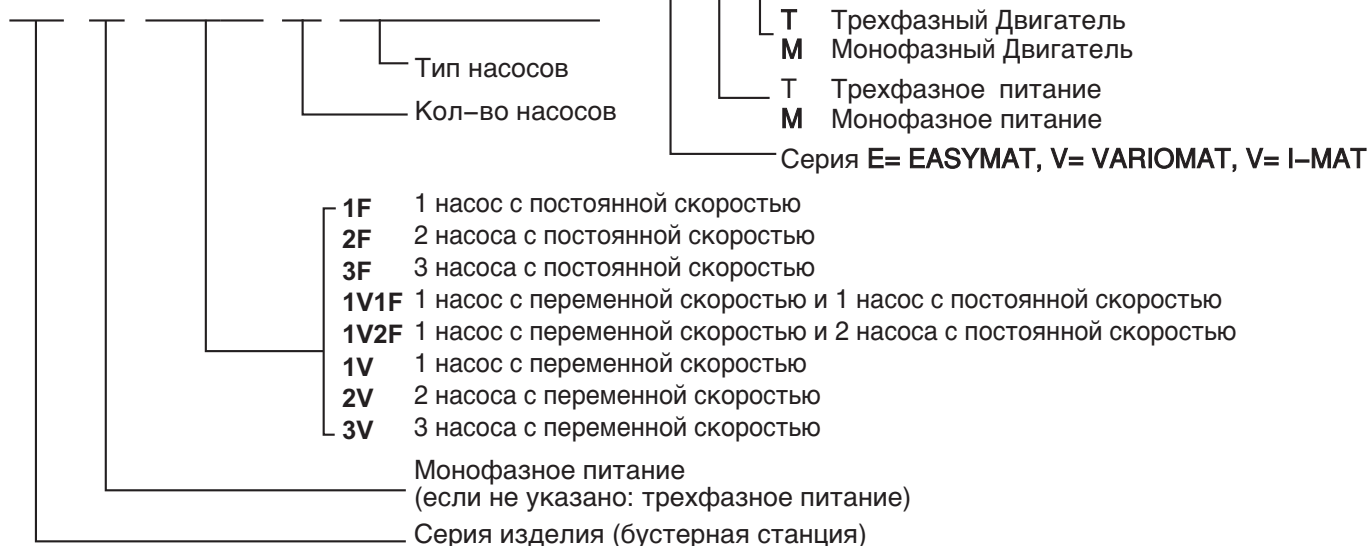 T Трехфазный Двигатель
M Монофазный Двигатель
Тип насосов
T Трехфазное питание
Кол–во насосов
M Монофазное питание
Серия E= EASYMAT, V= VARIOMAT, V= I–MAT
1F 1 насос с постоянной скоростью
2F 2 насоса с постоянной скоростью
3F 3 насоса с постоянной скоростью
1V1F 1 насос с переменной скоростью и 1 насос с постоянной скоростью
1V2F 1 насос с переменной скоростью и 2 насоса с постоянной скоростью
1V 1 насос с переменной скоростью
2V 2 насоса с переменной скоростью
3V 3 насоса с переменной скоростью
Монофазное питание
(если не указано: трехфазное питание)
Серия изделия (бустерная станция)